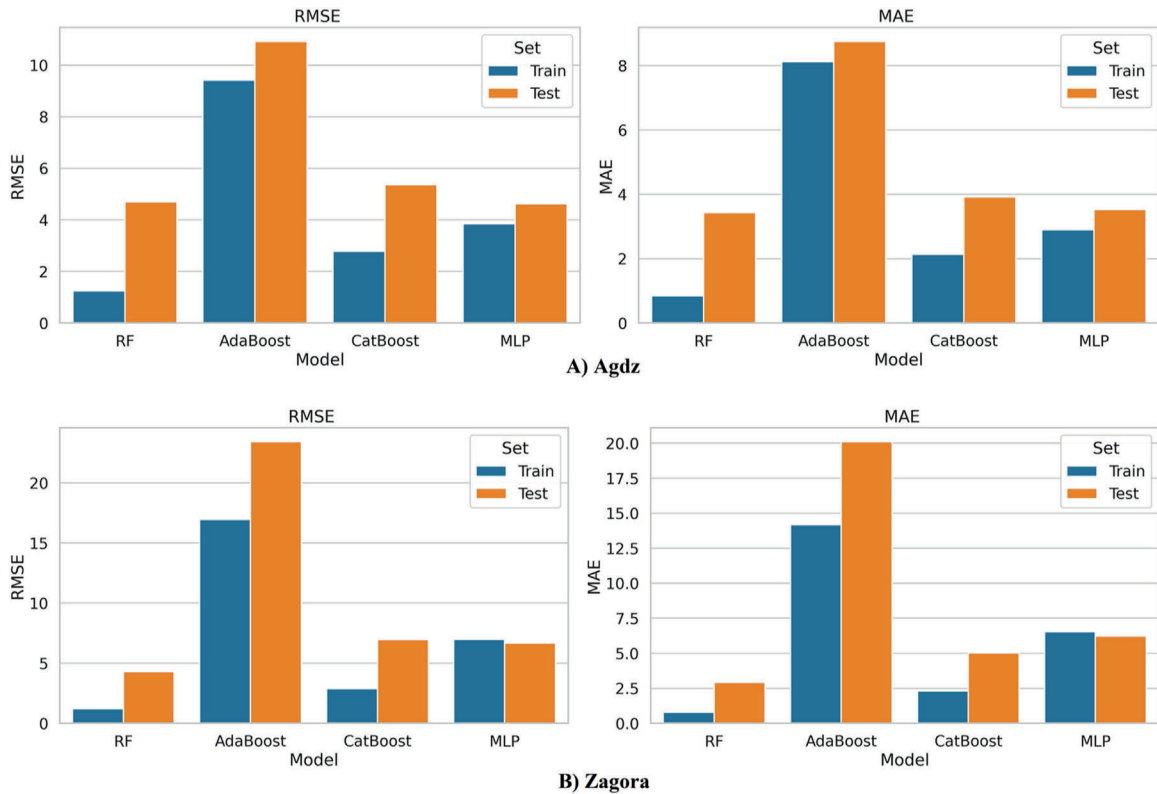 RMSE
RMSE
10
8
6
4
2
0
Set
Train
Test
RF
AdaBoost
CatBoost
MLP
Model
MAE
MAE
8
6
4
2
0
Set
Train
Test
RF
AdaBoost
CatBoost
MLP
Model
A) Agdz
RMSE
RMSE
20
15
10
5
0
Set
Train
Test
RF
AdaBoost
CatBoost
MLP
Model
MAE
MAE
20.0
17.5
15.0
12.5
10.0
7.5
5.0
2.5
0.0
Set
Train
Test
RF
AdaBoost
CatBoost
MLP
Model
B) Zagora